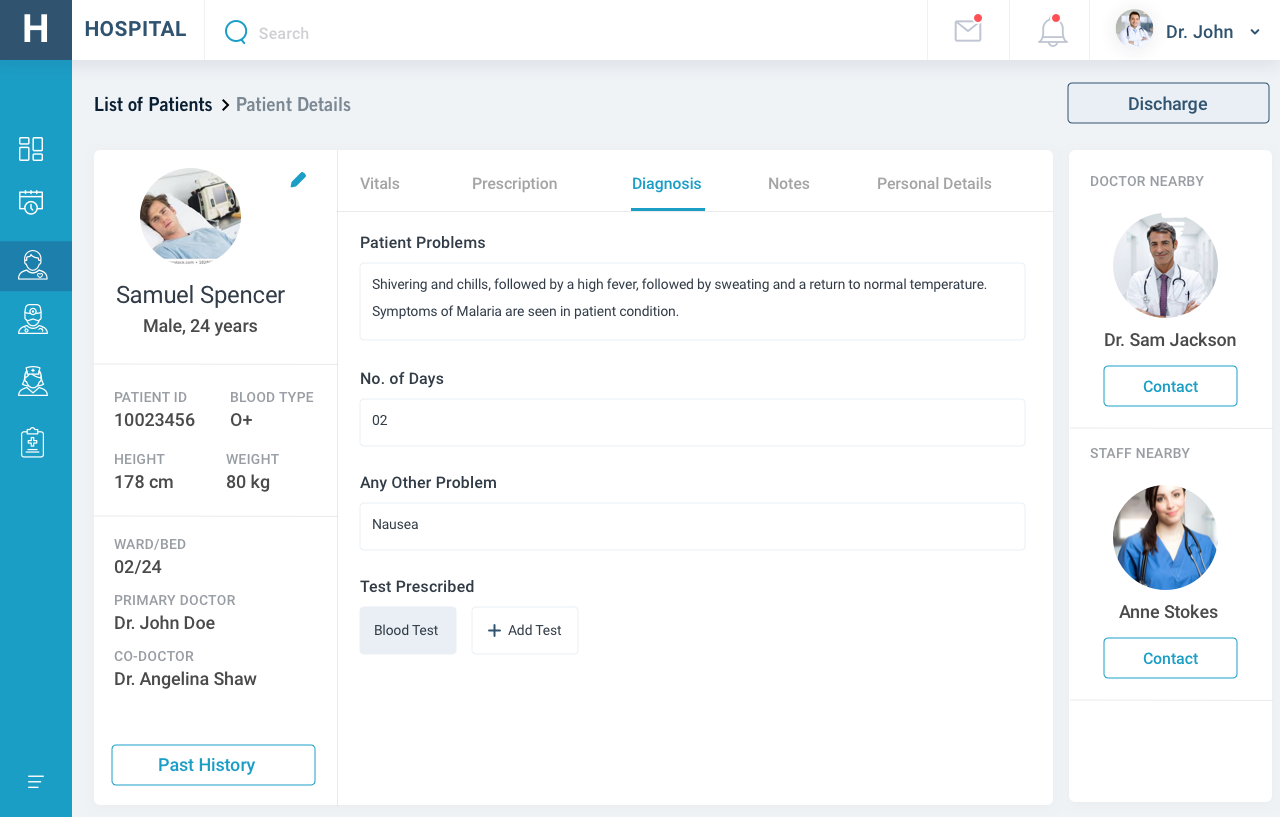 H
HOSPITAL
Search
Dr. John
List of Patients
Patient Details
Discharge
Samuel Spencer
Male, 24 years
PATIENT ID
BLOOD TYPE
10023456
O+
HEIGHT
WEIGHT
178 cm
80 kg
WARD/BED
02/24
PRIMARY DOCTOR
Dr. John Doe
CO-DOCTOR
Dr. Angelina Shaw
Past History
Vitals
Prescription
Diagnosis
Notes
Personal Details
Patient Problems
Shivering and chills, followed by a high fever, followed by sweating and a return to normal temperature.
Symptoms of Malaria are seen in patient condition.
No. of Days
02
Any Other Problem
Nausea
Test Prescribed
Blood Test
Add Test
DOCTOR NEARBY
Dr. Sam Jackson
Contact
STAFF NEARBY
Anne Stokes
Contact